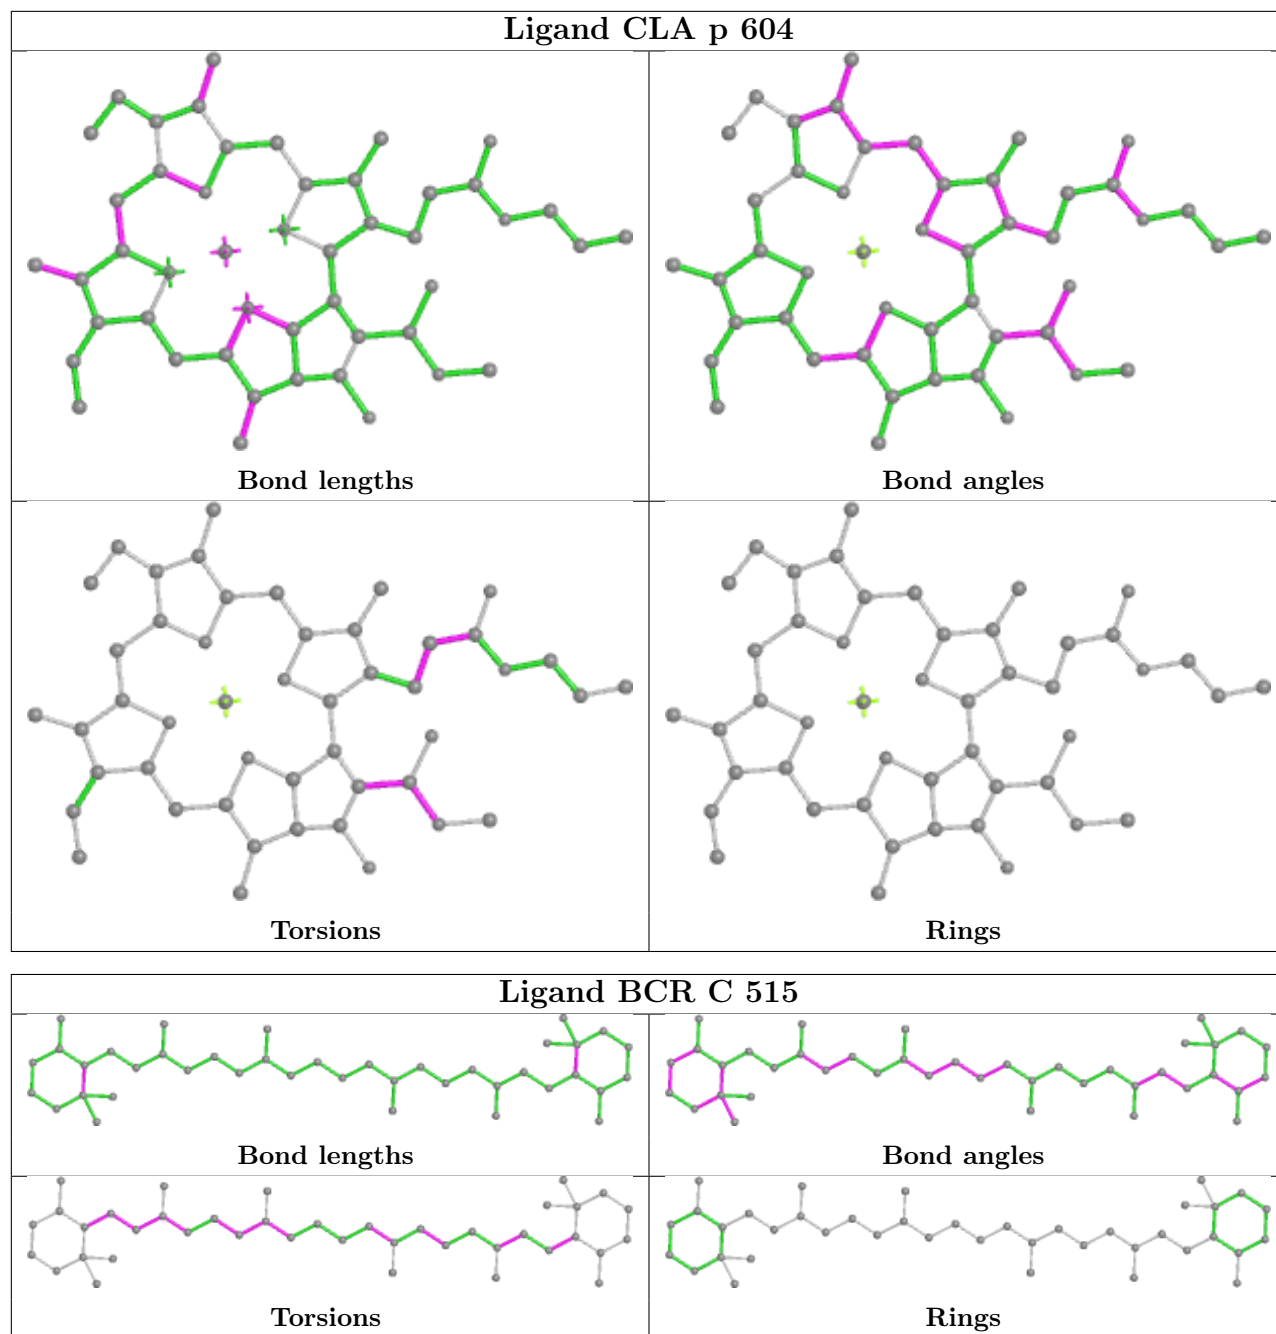 Ligand CLA p 604
Bond lengths
Bond angles
Torsions
Rings
Ligand BCR C 515
Bond lengths
Bond angles
Torsions
Rings